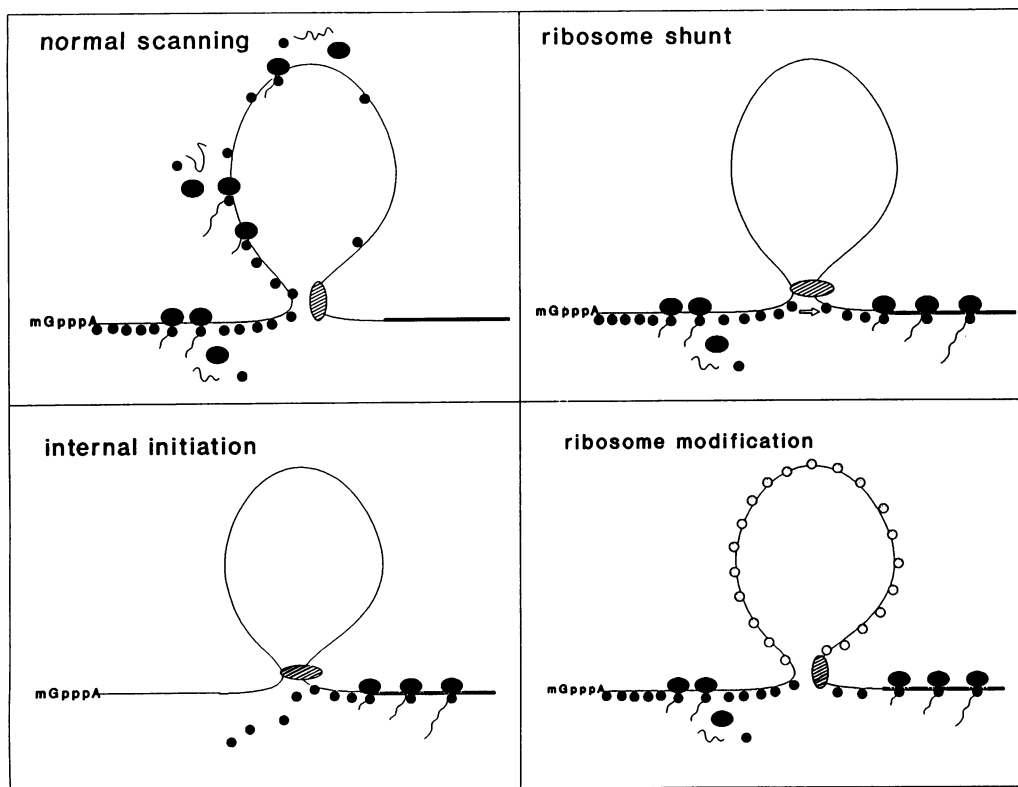 normal scanning
mGpppA
ribosome shunt
mGpppA
internal initiation
mGpppA
ribosome modification
mGpppA